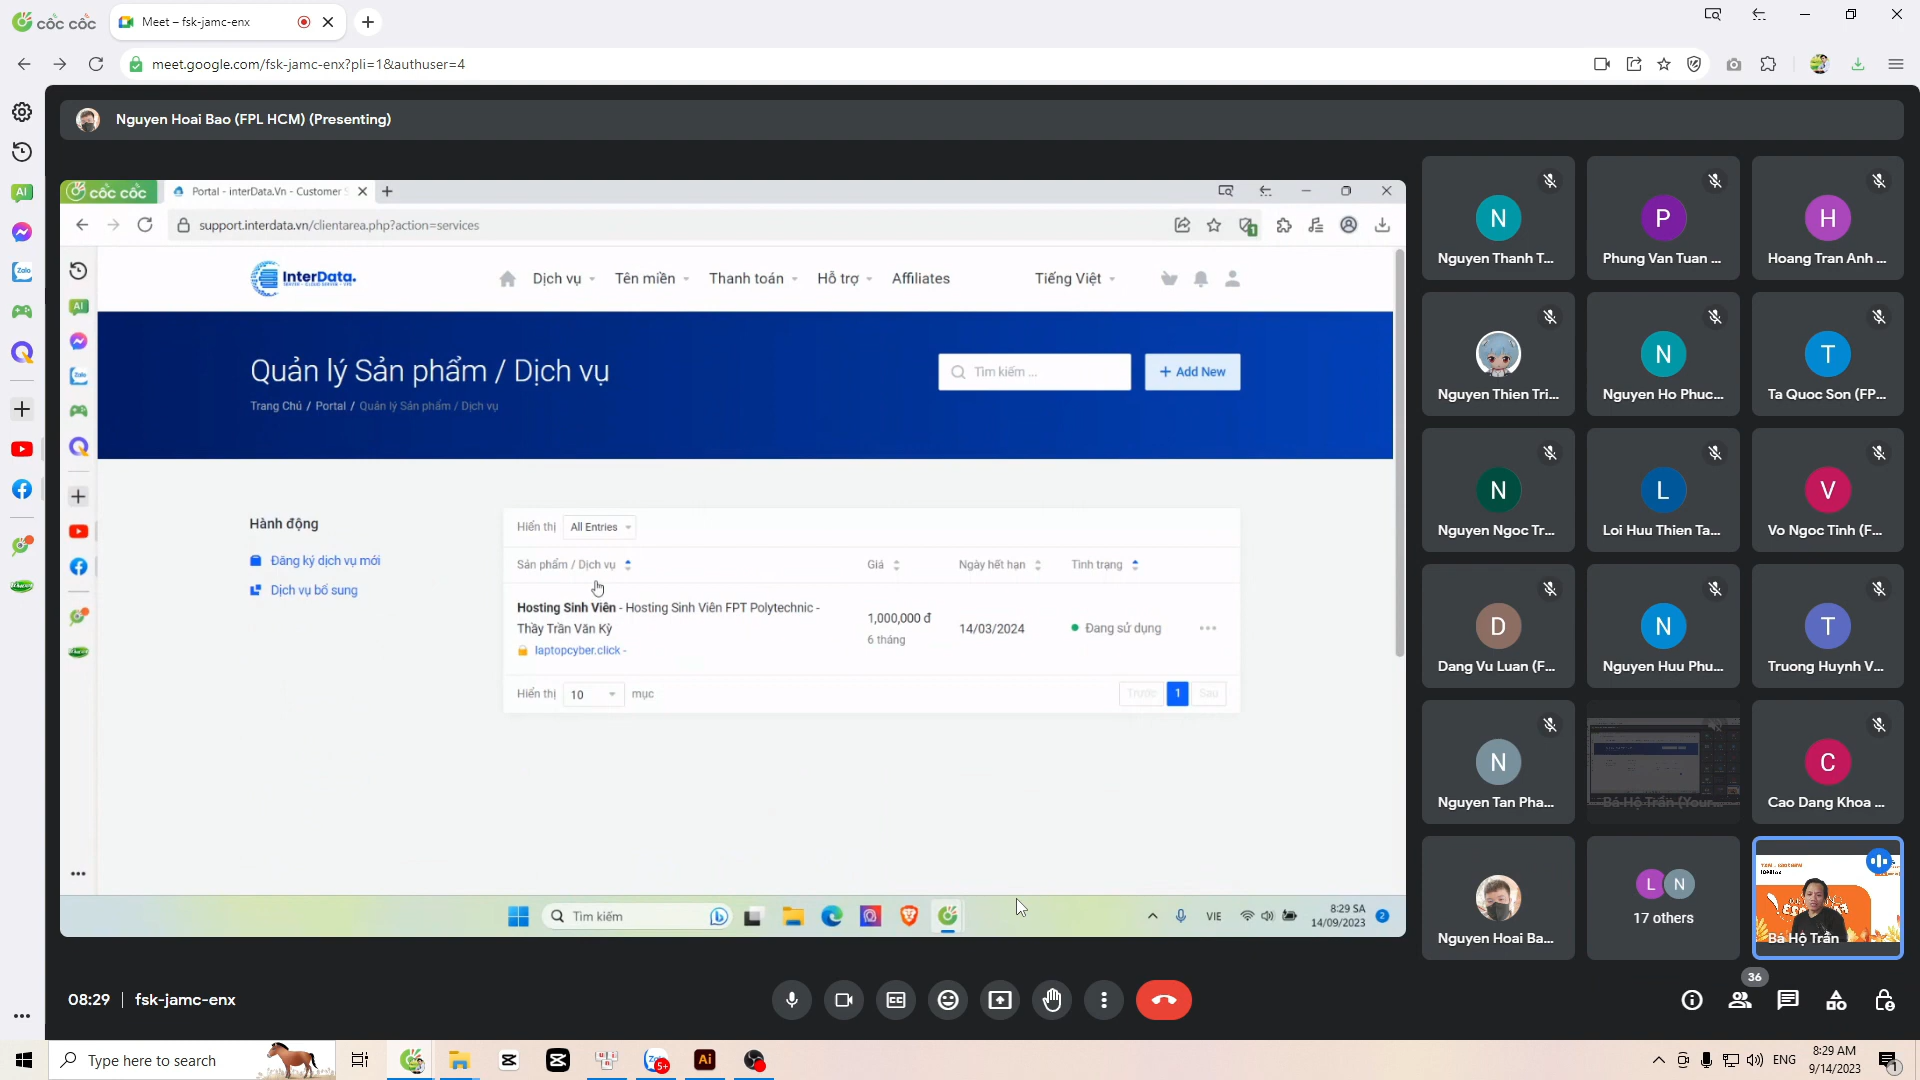 cốc cốc
Meet – fsk-jamc-enx
meet.google.com/fsk-jamc-enx?pli=1&authuser=4
Nguyen Hoai Bao (FPL HCM) (Presenting)
cốc cốc
Portal - interData.Vn - Customer
support.interdata.vn/clientarea.php?action=services
InterData.
Dịch vụ
Tên miền
Thanh toán
Hỗ trợ
Affiliates
Tiếng Việt
Quản lý Sản phẩm / Dịch vụ
Tìm kiếm ...
+ Add New
Trang Chủ / Portal / Quản lý Sản phẩm / Dịch vụ
Hành động
Đăng ký dịch vụ mới
Dịch vụ bổ sung
Hiển thị All Entries
Sản phẩm / Dịch vụ
Giá
Ngày hết hạn
Tình trạng
Hosting Sinh Viên - Hosting Sinh Viên FPT Polytechnic -
Thầy Trần Văn Kỳ
laptopcyber.click -
1,000,000 đ
6 tháng
14/03/2024
Đang sử dụng
Hiển thị 10 mục
Trước 1 Sau
Tìm kiếm
VIE
8:29 SA
14/09/2023
2
N
Nguyen Thanh T...
P
Phung Van Tuan ...
H
Hoang Tran Anh ...
Nguyen Thien Tri...
N
Nguyen Ho Phuc...
T
Ta Quoc Son (FP...
N
Nguyen Ngoc Tr...
L
Loi Huu Thien Ta...
V
Vo Ngoc Tinh (F...
D
Dang Vu Luan (F...
N
Nguyen Huu Phu...
T
Truong Huynh V...
N
Nguyen Tan Pha...
Bá Hộ Trần (Your...
C
Cao Dang Khoa ...
Nguyen Hoai Ba...
L N
17 others
Bá Hộ Trần
08:29 | fsk-jamc-enx
36
Type here to search
Ai
5+
ENG
8:29 AM
9/14/2023
1